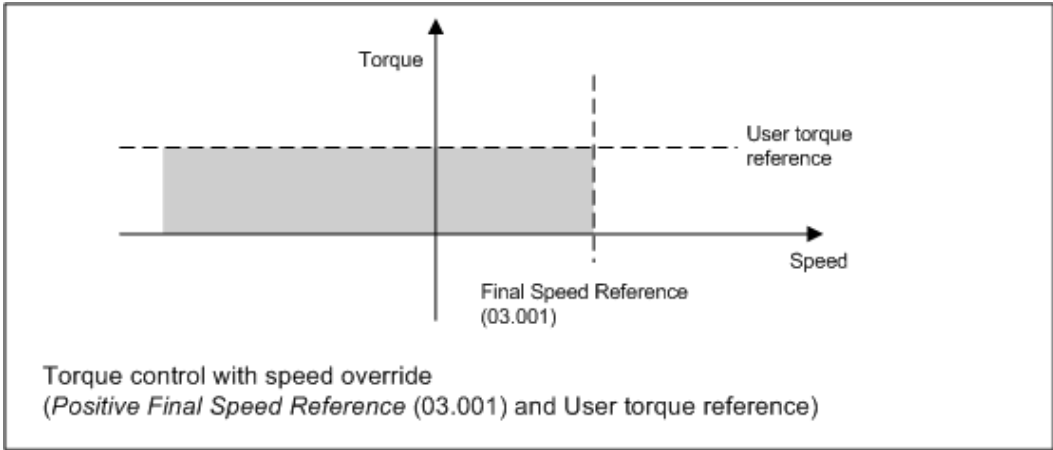 Torque
User torque
reference
Speed
Final Speed Reference
(03.001)
Torque control with speed override
(Positive Final Speed Reference (03.001) and User torque reference)